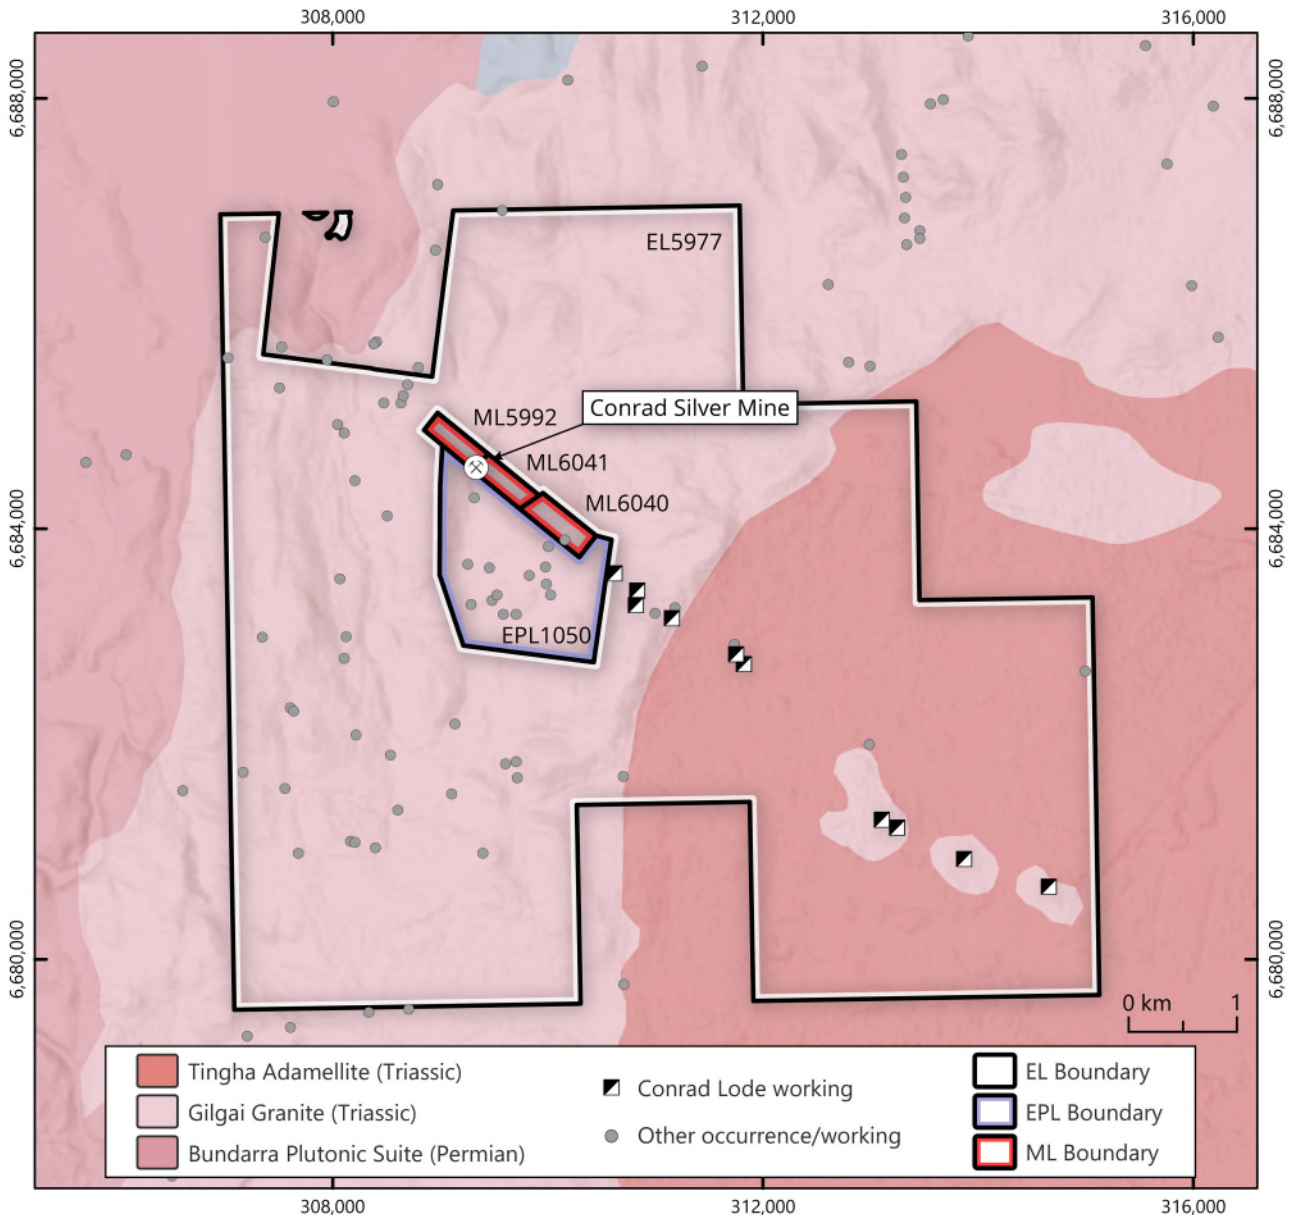 308,000
312,000
316,000
6,688,000
6,688,000
EL5977
Conrad Silver Mine
ML5992
ML6041
ML6040
6,684,000
6,684,000
EPL1050
6,680,000
6,680,000
0 km 1
Tingha Adamellite (Triassic)
Gilgai Granite (Triassic)
Bundarra Plutonic Suite (Permian)
Conrad Lode working
Other occurrence/working
EL Boundary
EPL Boundary
ML Boundary
308,000
312,000
316,000